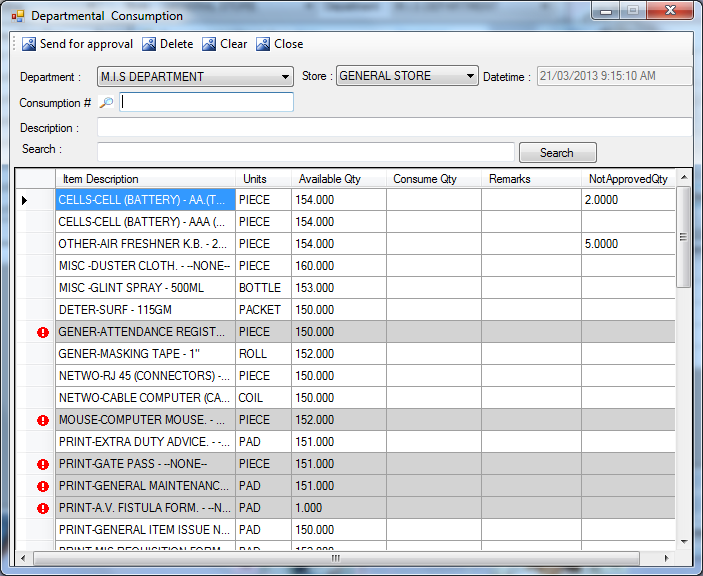 Departmental Consumption
Send for approval Delete Clear Close
Department : M.I.S DEPARTMENT Store : GENERAL STORE Datetime : 21/03/2013 9:15:10 AM
Consumption #
Description :
Search : Search
Item Description Units Available Qty Consume Qty Remarks NotApprovedQty
CELLS-CELL (BATTERY) - AA.(T... PIECE 154.000 2.0000
CELLS-CELL (BATTERY) - AAA (... PIECE 154.000
OTHER-AIR FRESHNER K.B. - 2... PIECE 154.000 5.0000
MISC -DUSTER CLOTH. - --NONE-- PIECE 160.000
MISC -GLINT SPRAY - 500ML BOTTLE 153.000
DETER-SURF - 115GM PACKET 150.000
GENER-ATTENDANCE REGIST... PIECE 150.000
GENER-MASKING TAPE - 1" ROLL 152.000
NETWO-RJ 45 (CONNECTORS) -... PIECE 150.000
NETWO-CABLE COMPUTER (CA... COIL 150.000
MOUSE-COMPUTER MOUSE. - ... PIECE 152.000
PRINT-EXTRA DUTY ADVICE. - -... PAD 151.000
PRINT-GATE PASS - --NONE-- PIECE 151.000
PRINT-GENERAL MAINTENANC... PAD 151.000
PRINT-A.V. FISTULA FORM. - --N... PAD 1.000
PRINT-GENERAL ITEM ISSUE N... PAD 150.000
PRINT-MIS REQUISITION FORM PAD 152.000